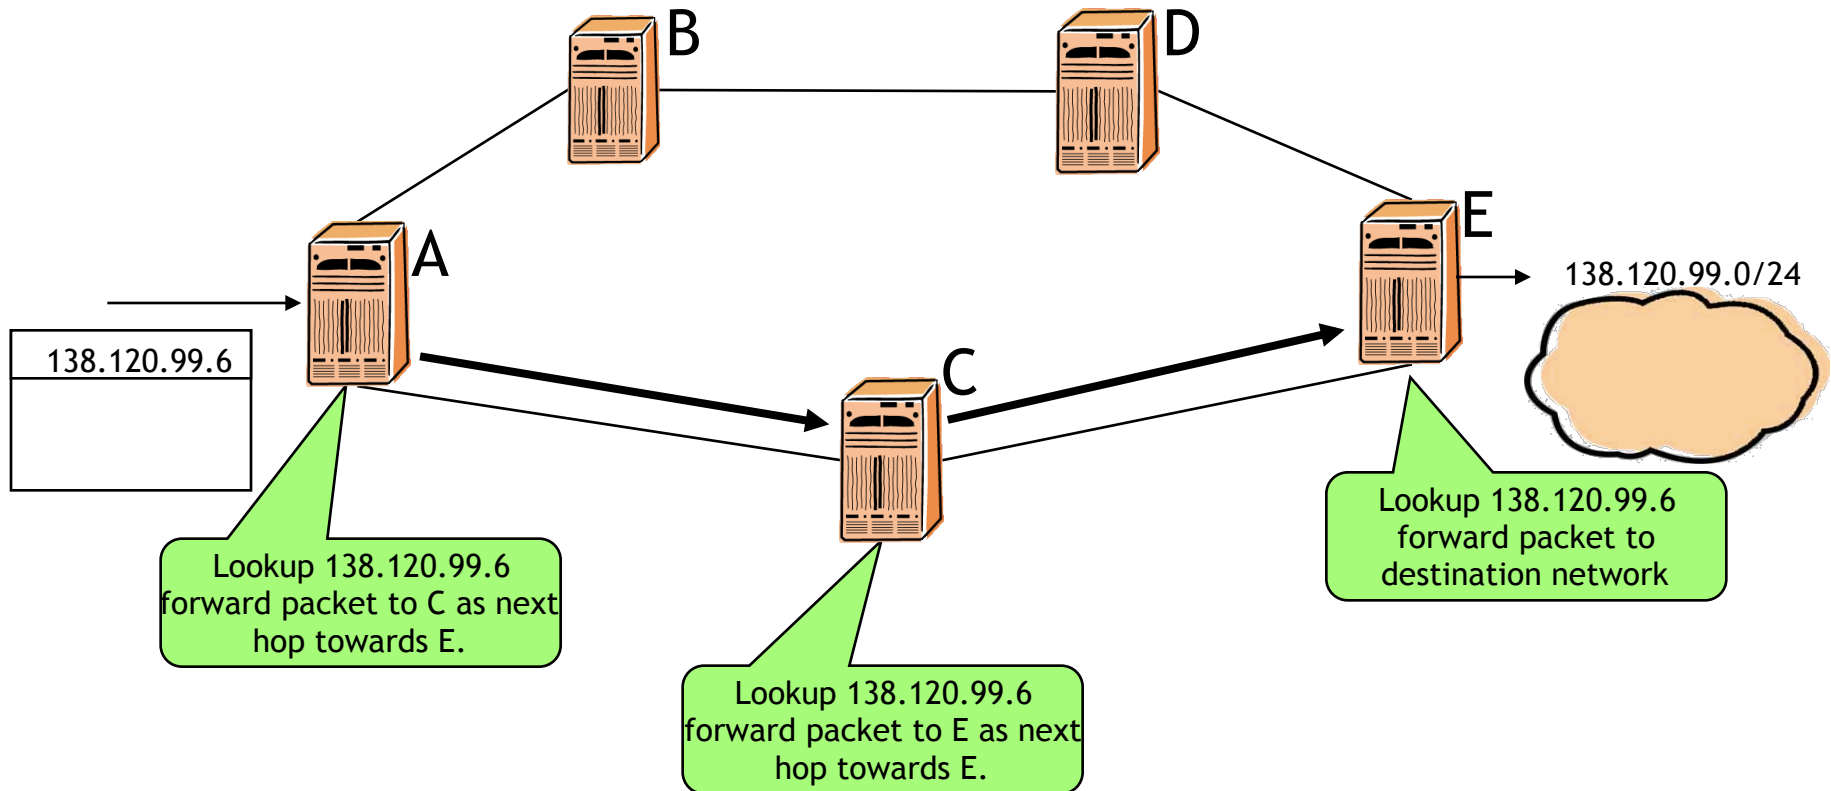 B
D
A
E
138.120.99.0/24
138.120.99.6
C
Lookup 138.120.99.6
forward packet to C as next
hop towards E.
Lookup 138.120.99.6
forward packet to E as next
hop towards E.
Lookup 138.120.99.6
forward packet to
destination network